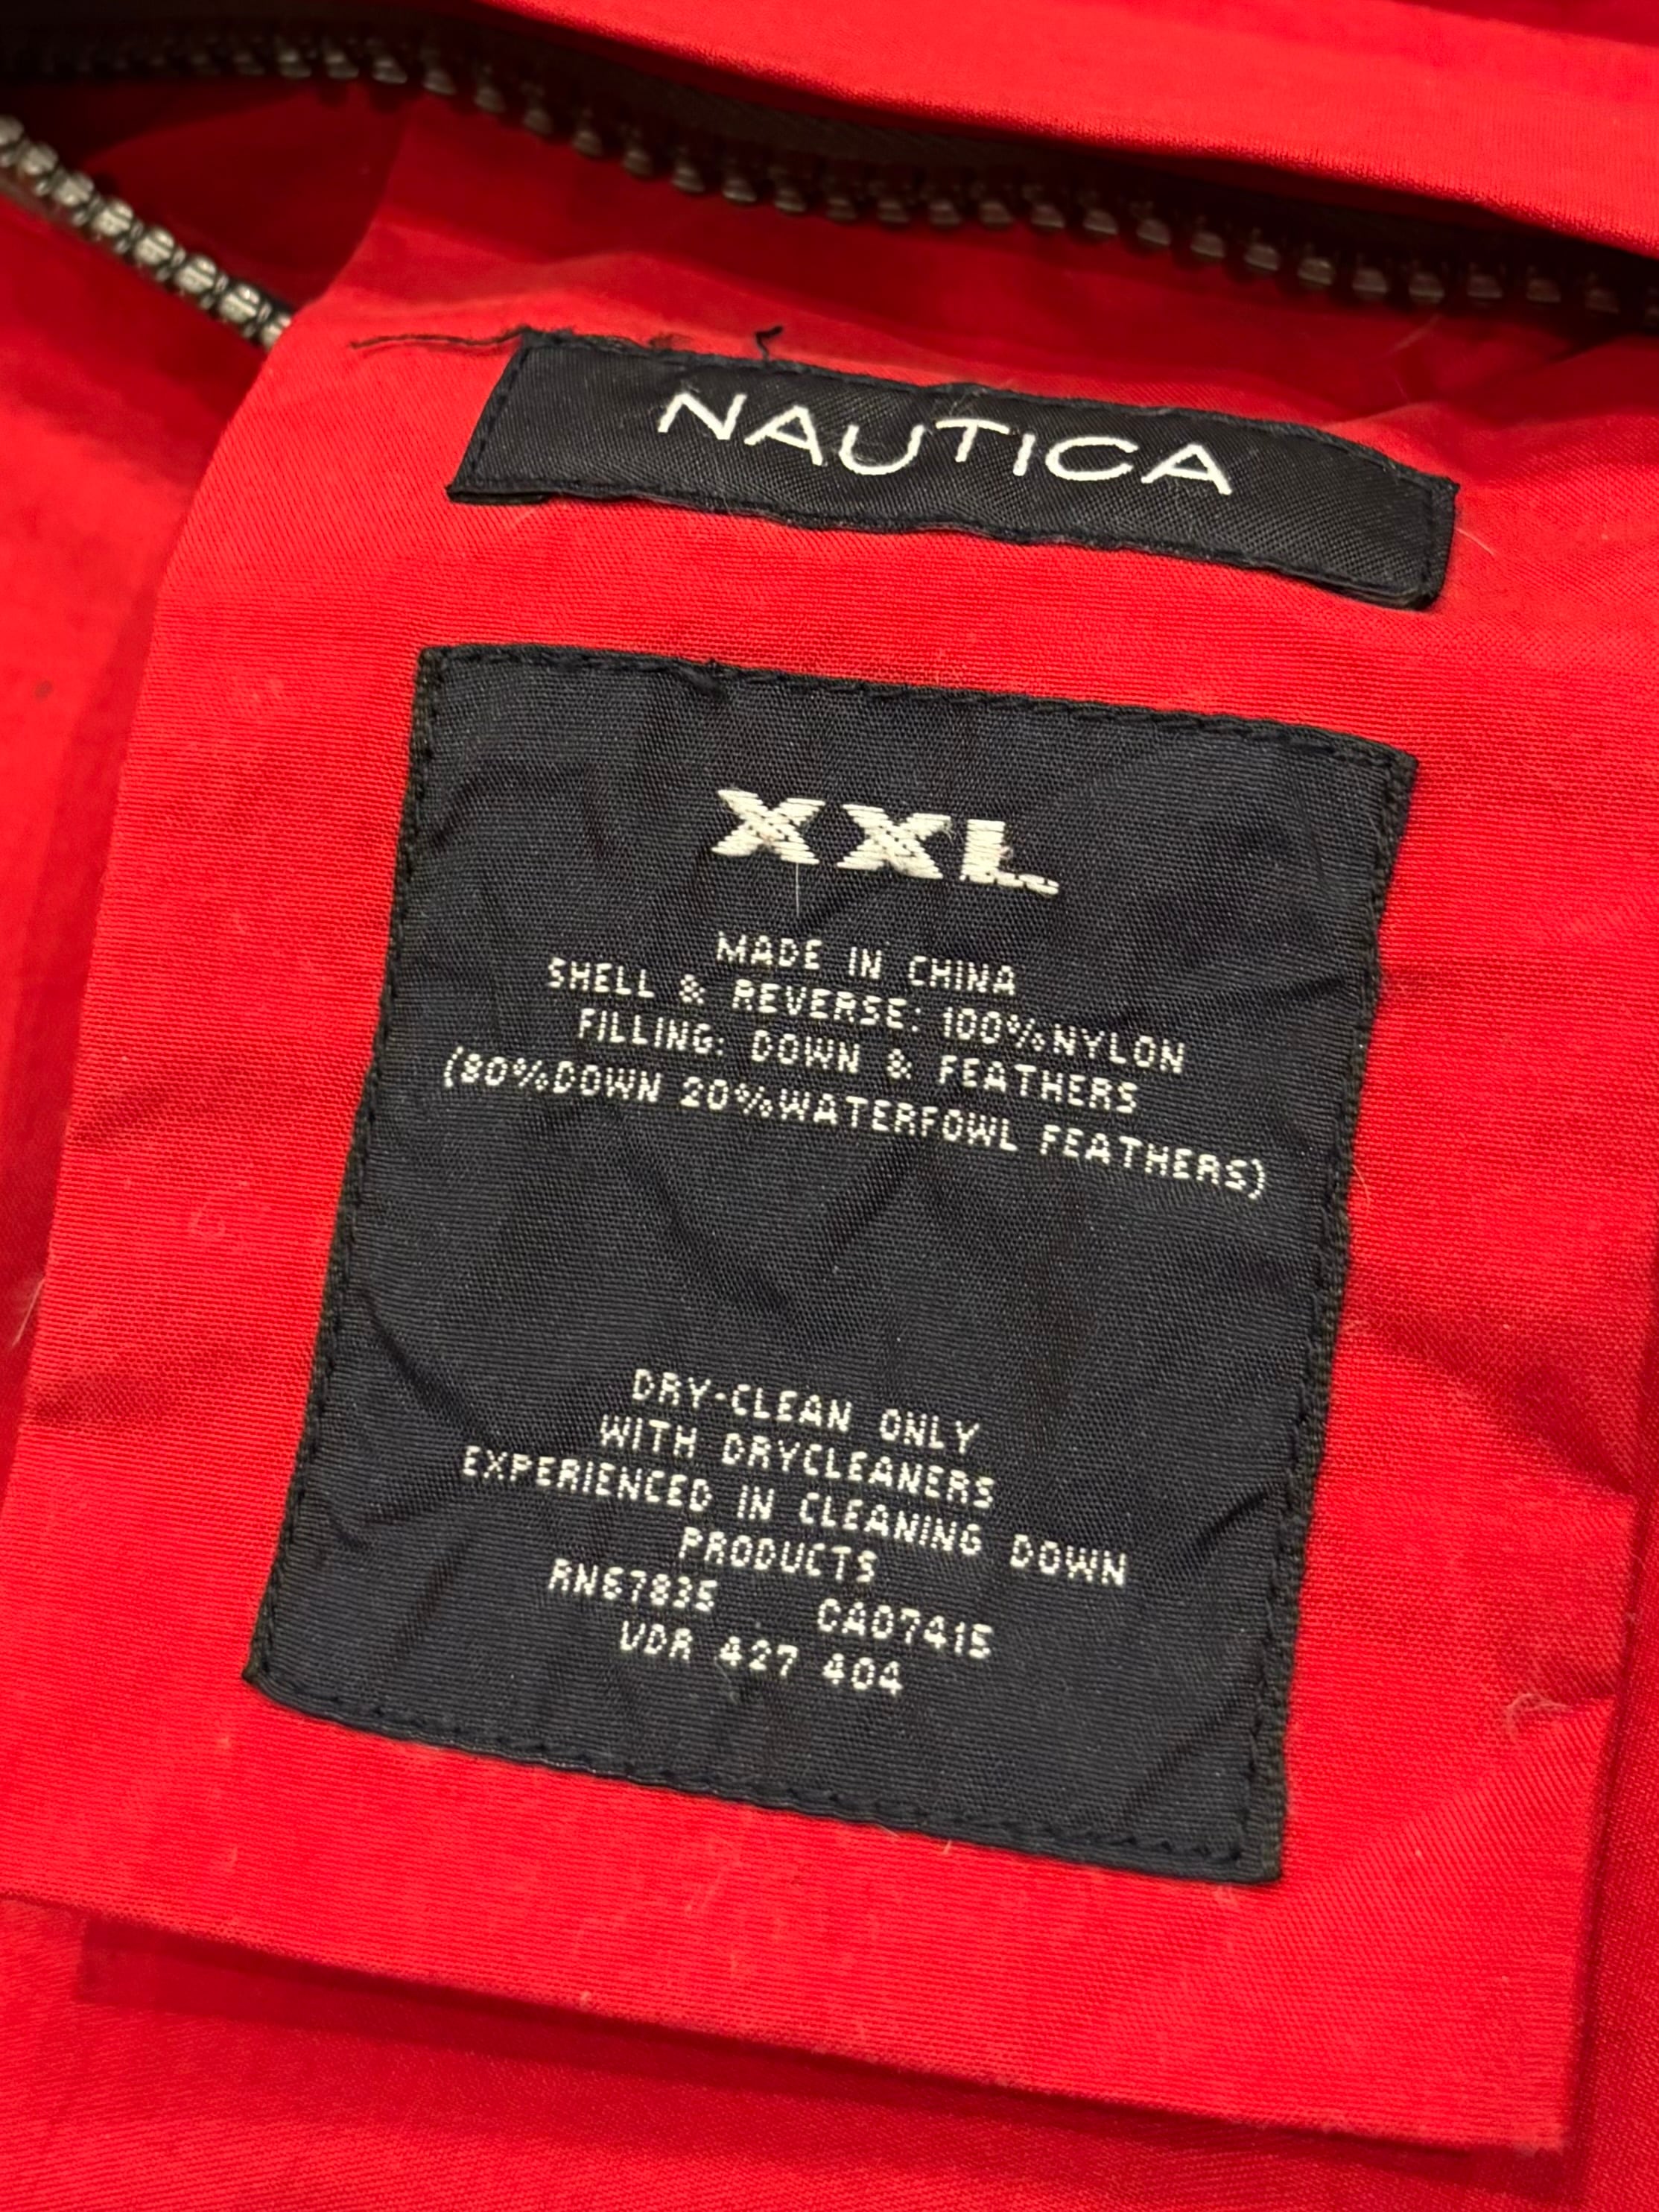 NAUTICA
XXL
MADE IN CHINA
SHELL & REVERSE: 100%NYLON
FILLING: DOWN & FEATHERS
(80%DOWN 20%WATERFOWL FEATHERS)
DRY-CLEAN ONLY
WITH DRYCLEANERS
EXPERIENCED IN CLEANING DOWN
PRODUCTS
RN67835 CA07415
VDR 427 404